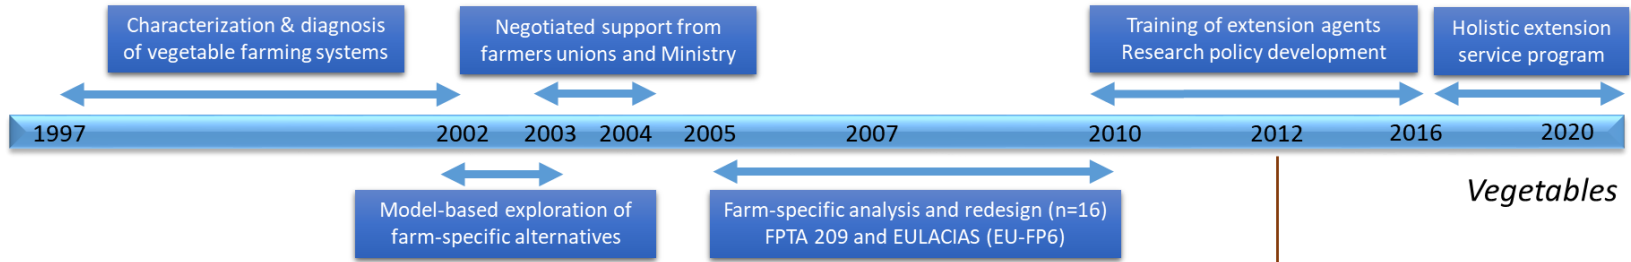 Characterization & diagnosis
of vegetable farming systems
Negotiated support from
farmers unions and Ministry
Training of extension agents
Research policy development
Holistic extension
service program
1997
2002
2003
2004
2005
2007
2010
2012
2016
2020
Model-based exploration of
farm-specific alternatives
Farm-specific analysis and redesign (n=16)
FPTA 209 and EULACIAS (EU-FP6)
Vegetables